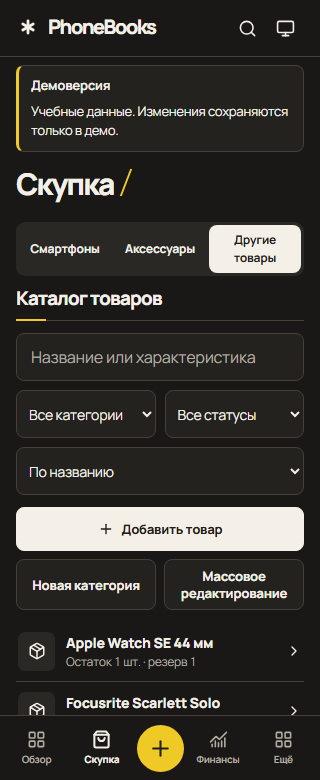 PhoneBooks
Демоверсия
Учебные данные. Изменения сохраняются
только в демо.
Скупка /
Смартфоны
Аксессуары
Другие
товары
Каталог товаров
Название или характеристика
Все категории
Все статусы
По названию
+ Добавить товар
Новая категория
Массовое
редактирование
Apple Watch SE 44 мм
Остаток 1 шт. · резерв 1
Focusrite Scarlett Solo
Обзор
Скупка
Финансы
Ещё